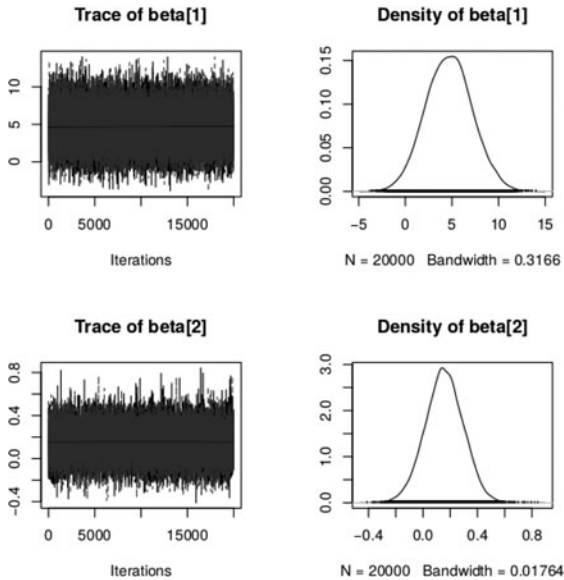 Trace of beta[1]
Density of beta[1]
10
5
0
0 5000 15000
Iterations
0.15
0.10
0.05
0.00
−5 0 5 10 15
N = 20000 Bandwidth = 0.3166
Trace of beta[2]
Density of beta[2]
0.8
0.4
0.0
−0.4
0 5000 15000
Iterations
3.0
2.0
1.0
0.0
−0.4 0.0 0.4 0.8
N = 20000 Bandwidth = 0.01764